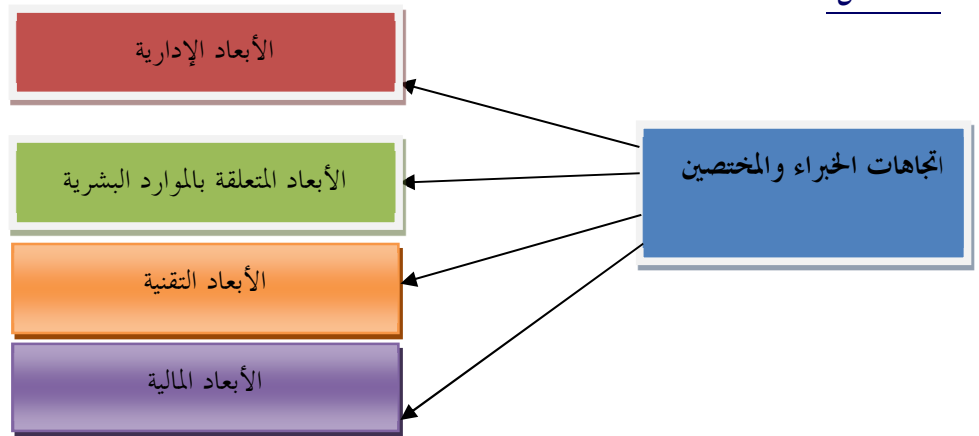 الأبعاد الإدارية
اتجاهات الخبراء والمختصين
الأبعاد المتعلقة بالموارد البشرية
الأبعاد التقنية
الأبعاد المالية